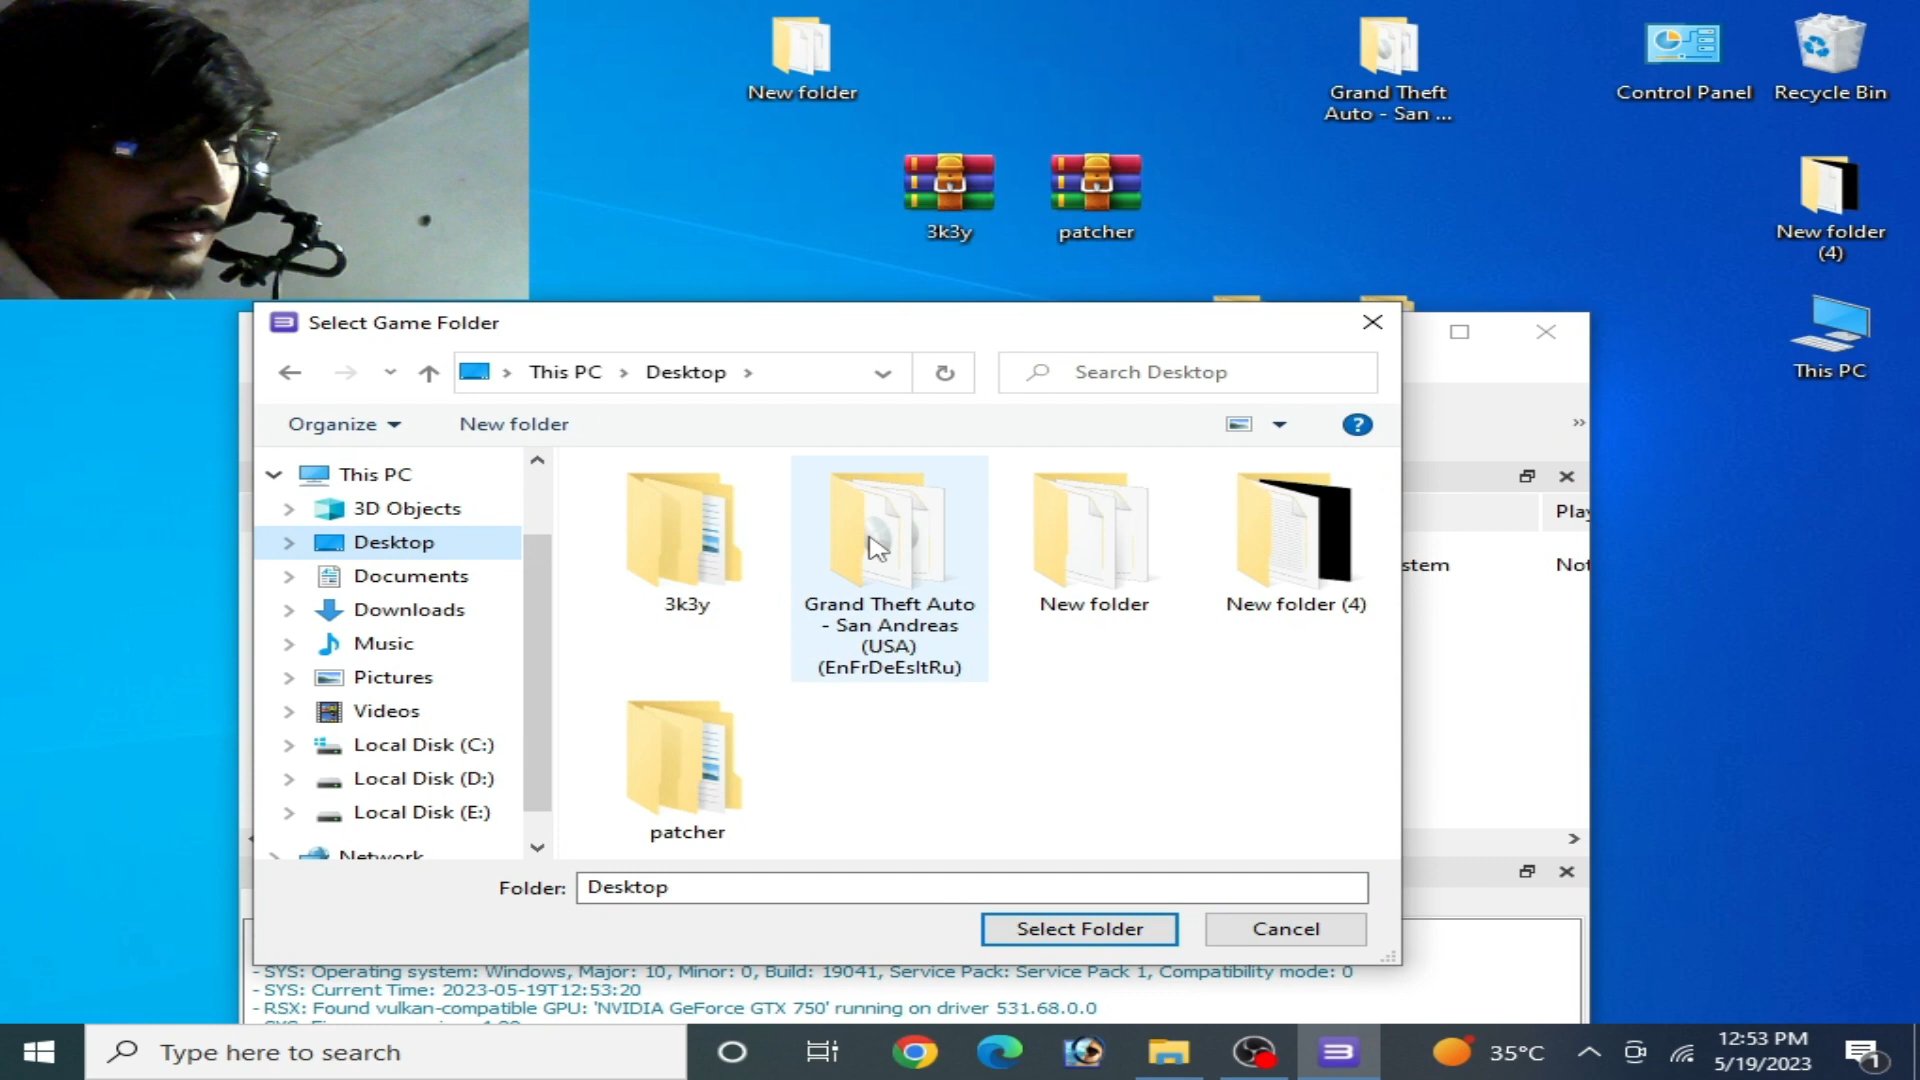 New folder
Grand Theft
Auto - San ...
Control Panel
Recycle Bin
3k3y
patcher
New folder
(4)
This PC
Select Game Folder
This PC
Desktop
Search Desktop
Organize
New folder
This PC
3D Objects
Desktop
Documents
Downloads
Music
Pictures
Videos
Local Disk (C:)
Local Disk (D:)
Local Disk (E:)
Network
3k3y
Grand Theft Auto
- San Andreas
(USA)
(EnFrDeEsItRu)
New folder
New folder (4)
patcher
Folder:
Desktop
Select Folder
Cancel
Play
stem
Not
- SYS: Operating system: Windows, Major: 10, Minor: 0, Build: 19041, Service Pack: Service Pack 1, Compatibility mode: 0
- SYS: Current Time: 2023-05-19T12:53:20
- RSX: Found vulkan-compatible GPU: 'NVIDIA GeForce GTX 750' running on driver 531.68.0.0
Type here to search
35°C
12:53 PM
5/19/2023
1